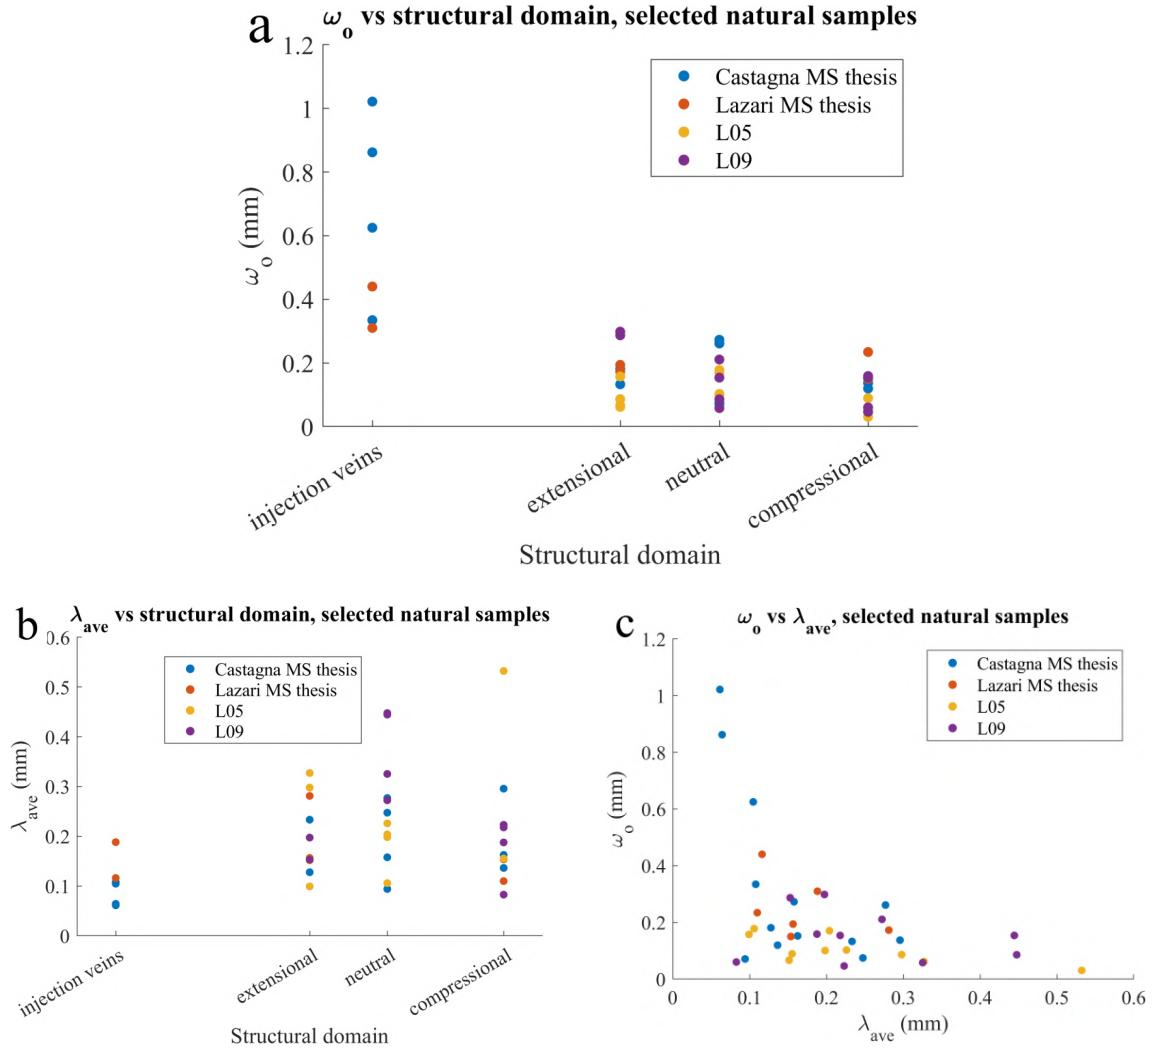 a
ωo vs structural domain, selected natural samples
1.2
1
0.8
0.6
0.4
0.2
0
ωo (mm)
Castagna MS thesis
Lazari MS thesis
L05
L09
injection veins
extensional
neutral
compressional
Structural domain
b
λave vs structural domain, selected natural samples
0.6
0.5
0.4
0.3
0.2
0.1
0
λave (mm)
Castagna MS thesis
Lazari MS thesis
L05
L09
injection veins
extensional
neutral
compressional
Structural domain
c
ωo vs λave, selected natural samples
1.2
1
0.8
0.6
0.4
0.2
0
ωo (mm)
Castagna MS thesis
Lazari MS thesis
L05
L09
0 0.1 0.2 0.3 0.4 0.5 0.6
λave (mm)